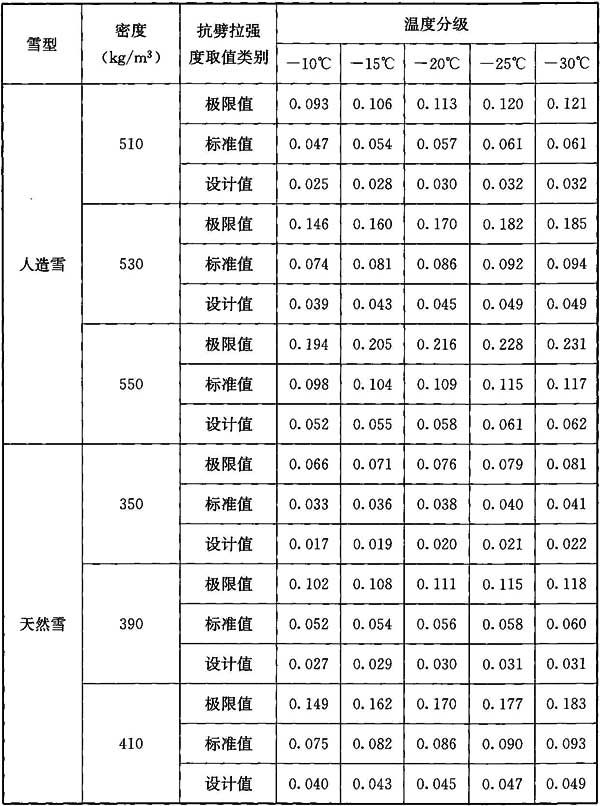 雪型 密度（kg/m³） 抗劈拉强度取值类别 温度分级
－10℃ －15℃ －20℃ －25℃ －30℃
人造雪 510 极限值 0.093 0.106 0.113 0.120 0.121
标准值 0.047 0.054 0.057 0.061 0.061
设计值 0.025 0.028 0.030 0.032 0.032
530 极限值 0.146 0.160 0.170 0.182 0.185
标准值 0.074 0.081 0.086 0.092 0.094
设计值 0.039 0.043 0.045 0.049 0.049
550 极限值 0.194 0.205 0.216 0.228 0.231
标准值 0.098 0.104 0.109 0.115 0.117
设计值 0.052 0.055 0.058 0.061 0.062
天然雪 350 极限值 0.066 0.071 0.076 0.079 0.081
标准值 0.033 0.036 0.038 0.040 0.041
设计值 0.017 0.019 0.020 0.021 0.022
390 极限值 0.102 0.108 0.111 0.115 0.118
标准值 0.052 0.054 0.056 0.058 0.060
设计值 0.027 0.029 0.030 0.031 0.031
410 极限值 0.149 0.162 0.170 0.177 0.183
标准值 0.075 0.082 0.086 0.090 0.093
设计值 0.040 0.043 0.045 0.047 0.049